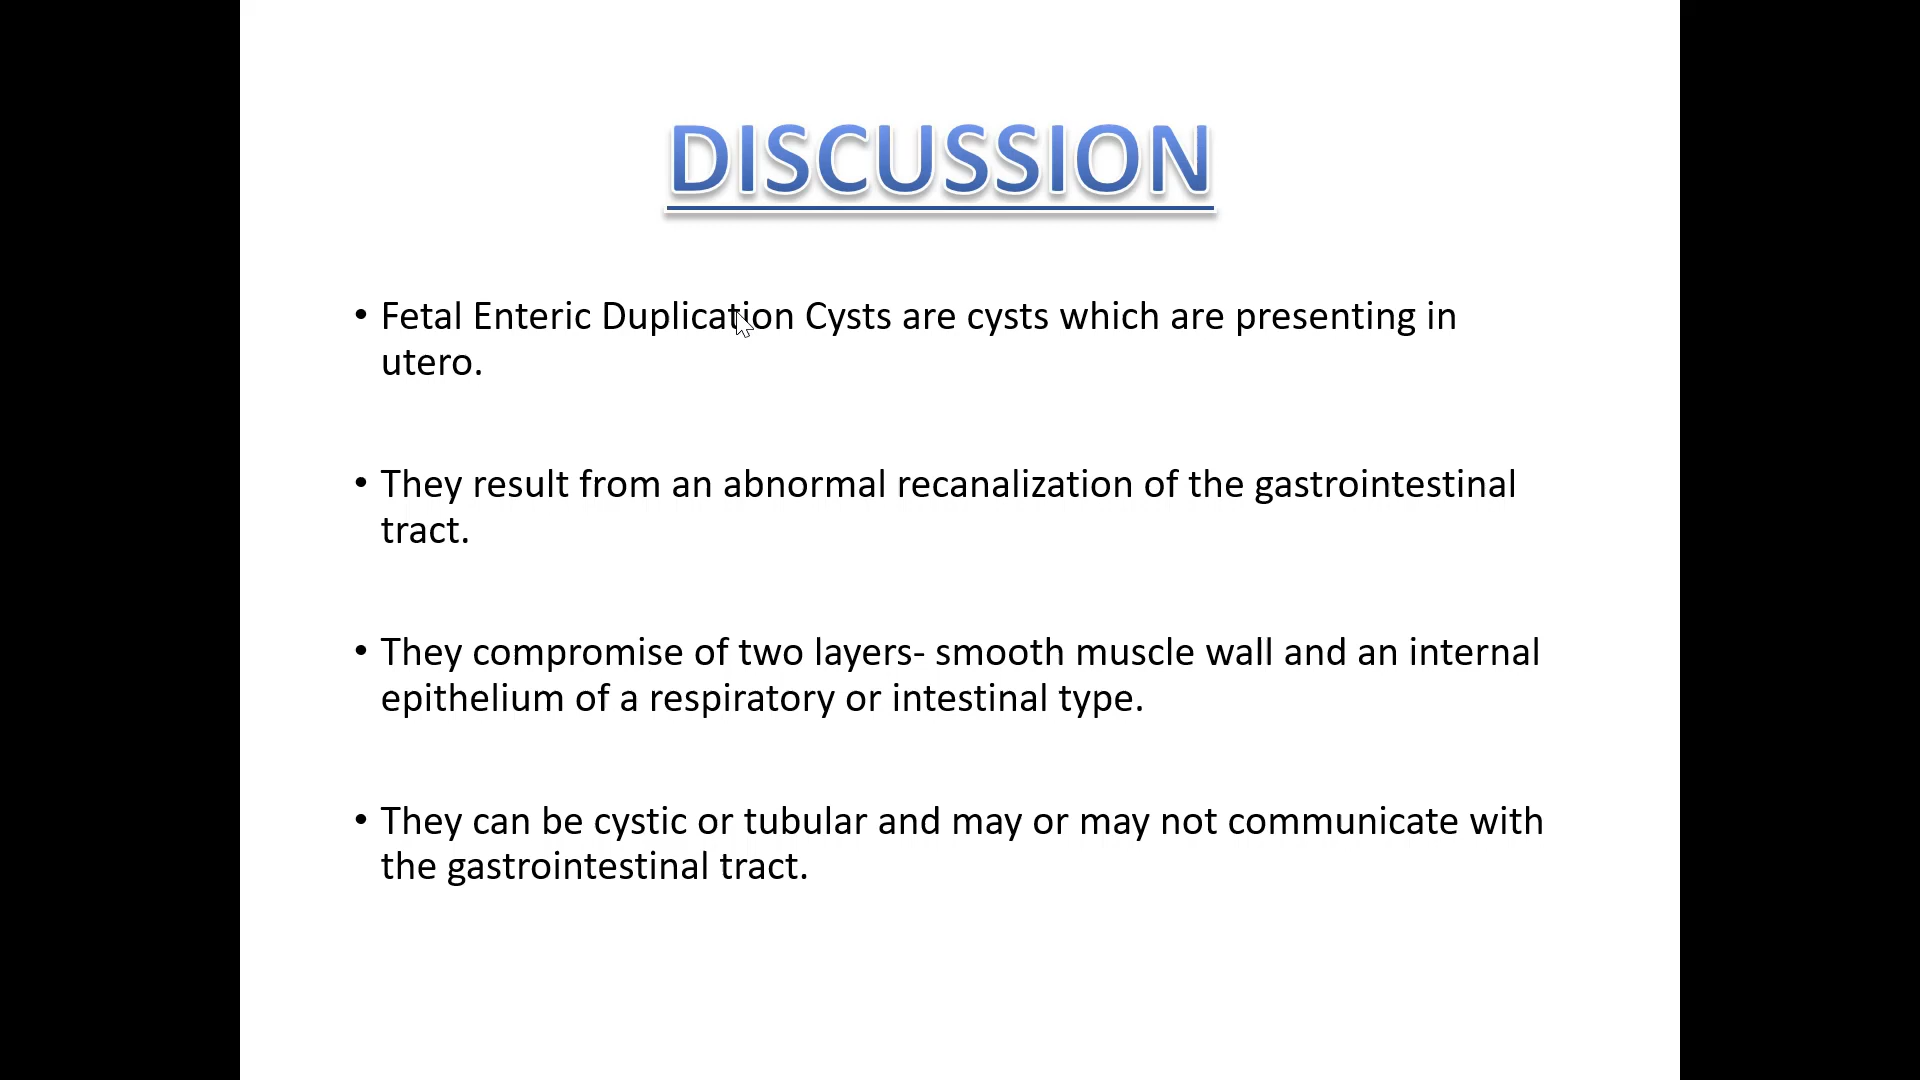 DISCUSSION
• Fetal Enteric Duplication Cysts are cysts which are presenting in
utero.
• They result from an abnormal recanalization of the gastrointestinal
tract.
• They compromise of two layers- smooth muscle wall and an internal
epithelium of a respiratory or intestinal type.
• They can be cystic or tubular and may or may not communicate with
the gastrointestinal tract.